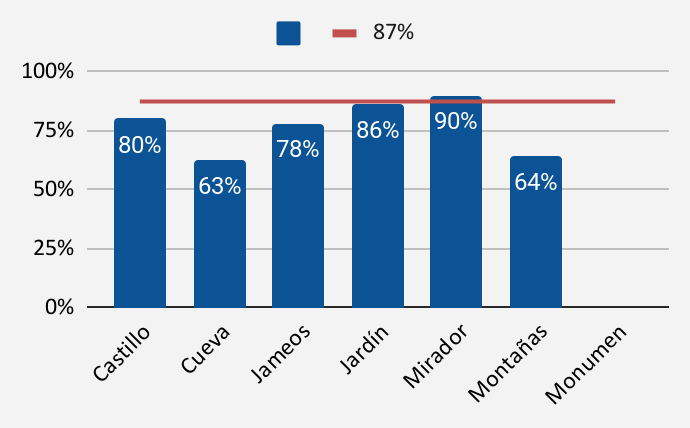 87%
100%
75%
50%
25%
0%
80%
63%
78%
86%
90%
64%
Castillo
Cueva
Jameos
Jardín
Mirador
Montañas
Monumen